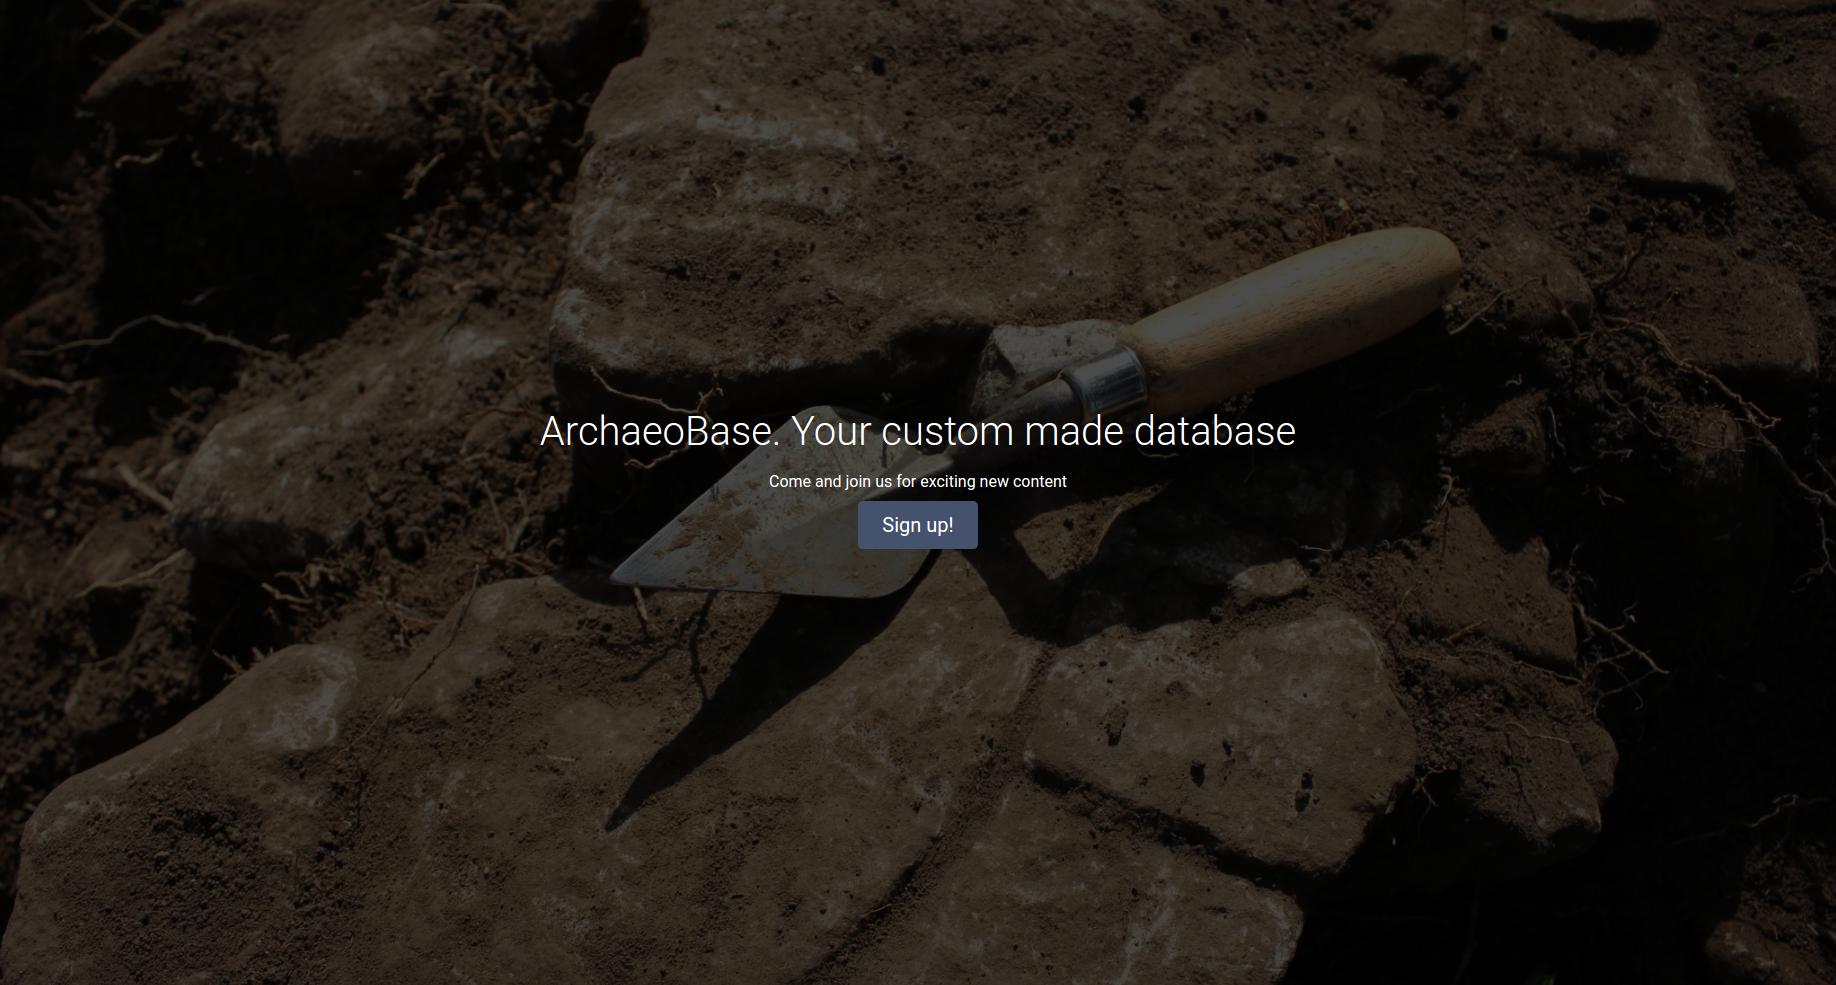 ArchaeoBase. Your custom made database
Come and join us for exciting new content
Sign up!